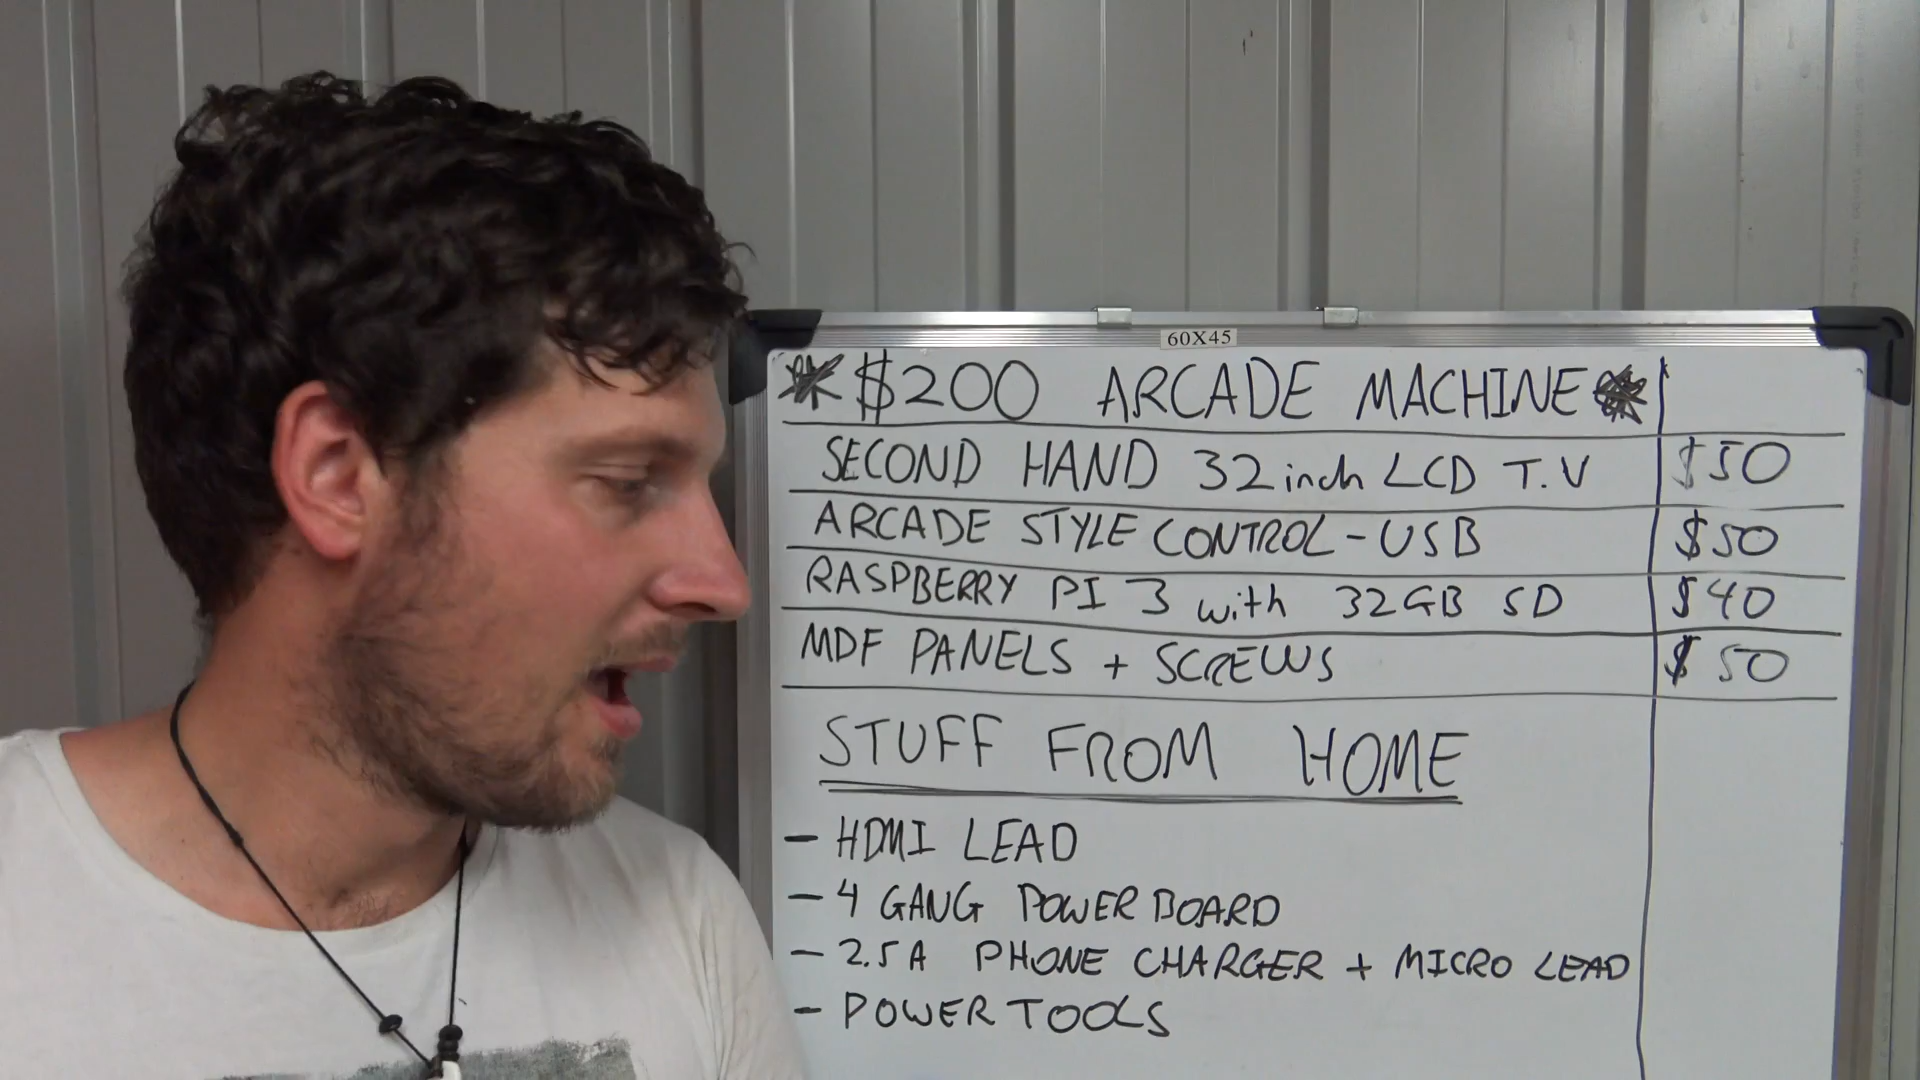 60X45
$200 ARCADE MACHINE
SECOND HAND 32inch LCD T.V $50
ARCADE STYLE CONTROL - USB $50
RASPBERRY PI 3 with 32GB SD $40
MDF PANELS + SCREWS $50
STUFF FROM HOME
- HDMI LEAD
- 4 GANG POWER BOARD
- 2.5A PHONE CHARGER + MICRO LEAD
- POWER TOOLS